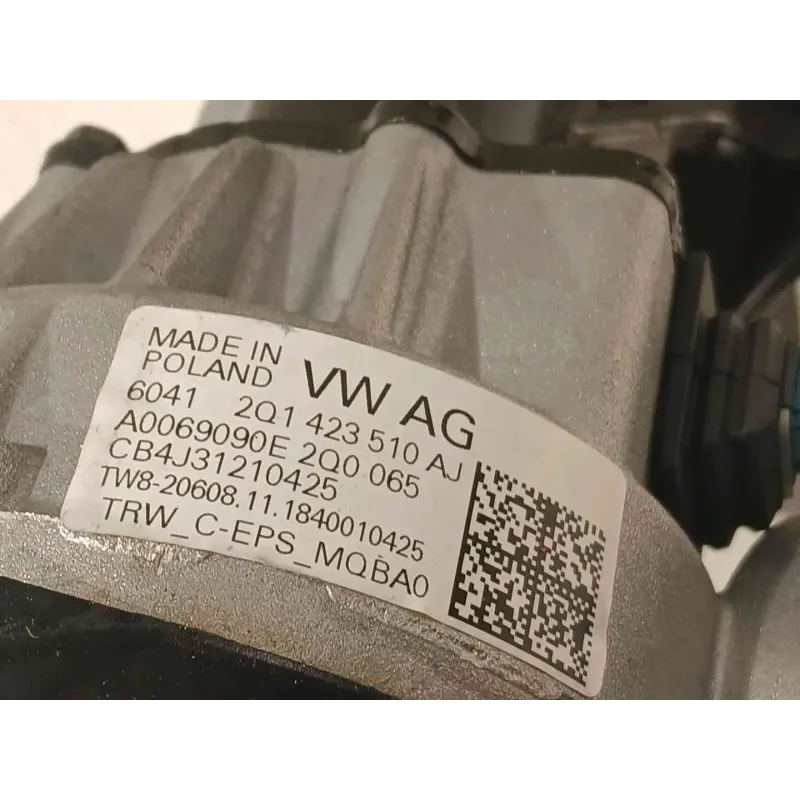 MADE IN
POLAND
VW AG
6041 2Q1 423 510 AJ
A0069090E 2Q0 065
CB4J31210425
TW8-20608.11.1840010425
TRW_C-EPS_MQBA0